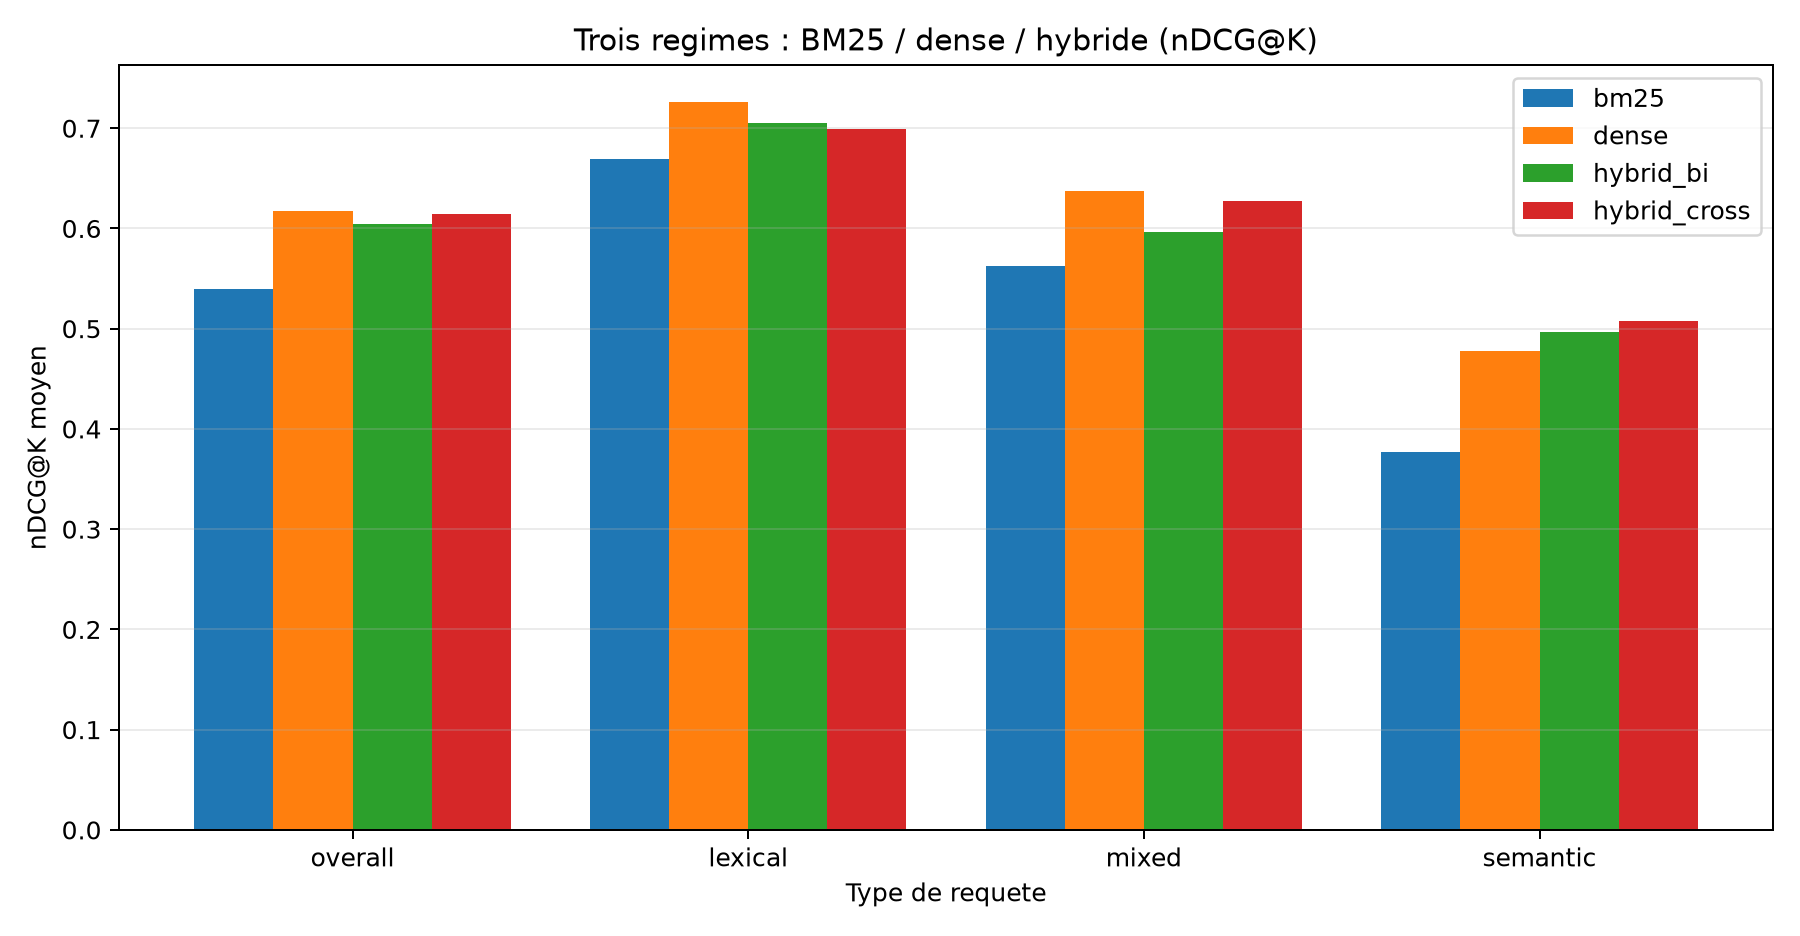 Trois regimes : BM25 / dense / hybride (nDCG@K)
bm25
dense
hybrid_bi
hybrid_cross
nDCG@K moyen
0.7
0.6
0.5
0.4
0.3
0.2
0.1
0.0
overall
lexical
mixed
semantic
Type de requete